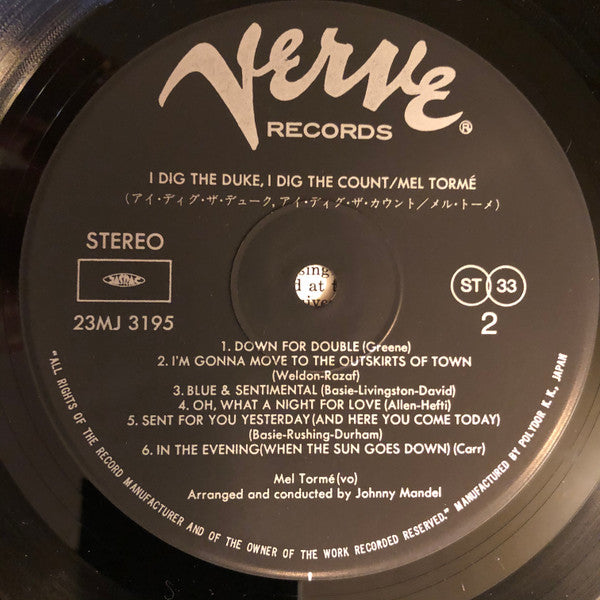 Verve
RECORDS ®
I DIG THE DUKE, I DIG THE COUNT/MEL TORMÉ
(アイ・ディグ・ザ・デューク, アイ・ディグ・ザ・カウント／メル・トーメ)
STEREO
JASRAC
ST 33
23MJ 3195
2
sing
d at
ive
1. DOWN FOR DOUBLE (Greene)
2. I'M GONNA MOVE TO THE OUTSKIRTS OF TOWN
(Weldon-Razaf)
3. BLUE & SENTIMENTAL (Basie-Livingston-David)
4. OH, WHAT A NIGHT FOR LOVE (Allen-Hefti)
5. SENT FOR YOU YESTERDAY (AND HERE YOU COME TODAY)
(Basie-Rushing-Durham)
6. IN THE EVENING (WHEN THE SUN GOES DOWN) (Carr)
Mel Tormé (vo)
Arranged and conducted by Johnny Mandel
"ALL RIGHTS OF THE RECORD MANUFACTURER AND OF THE OWNER OF THE WORK RECORDED RESERVED." MANUFACTURED BY POLYDOR K.K., JAPAN